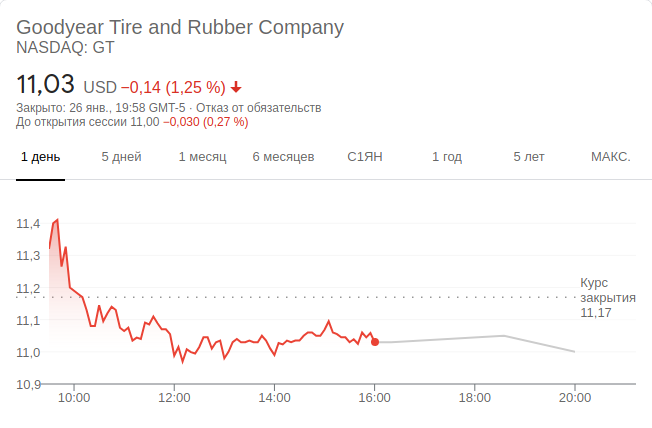 Goodyear Tire and Rubber Company
NASDAQ: GT
11,03 USD −0,14 (1,25 %)
Закрыто: 26 янв., 19:58 GMT-5 · Отказ от обязательств
До открытия сессии 11,00 −0,030 (0,27 %)
1 день 5 дней 1 месяц 6 месяцев С1ЯН 1 год 5 лет МАКС.
11,4
11,3
11,2
11,1
11,0
10,9
Курс
закрытия
11,17
10:00 12:00 14:00 16:00 18:00 20:00